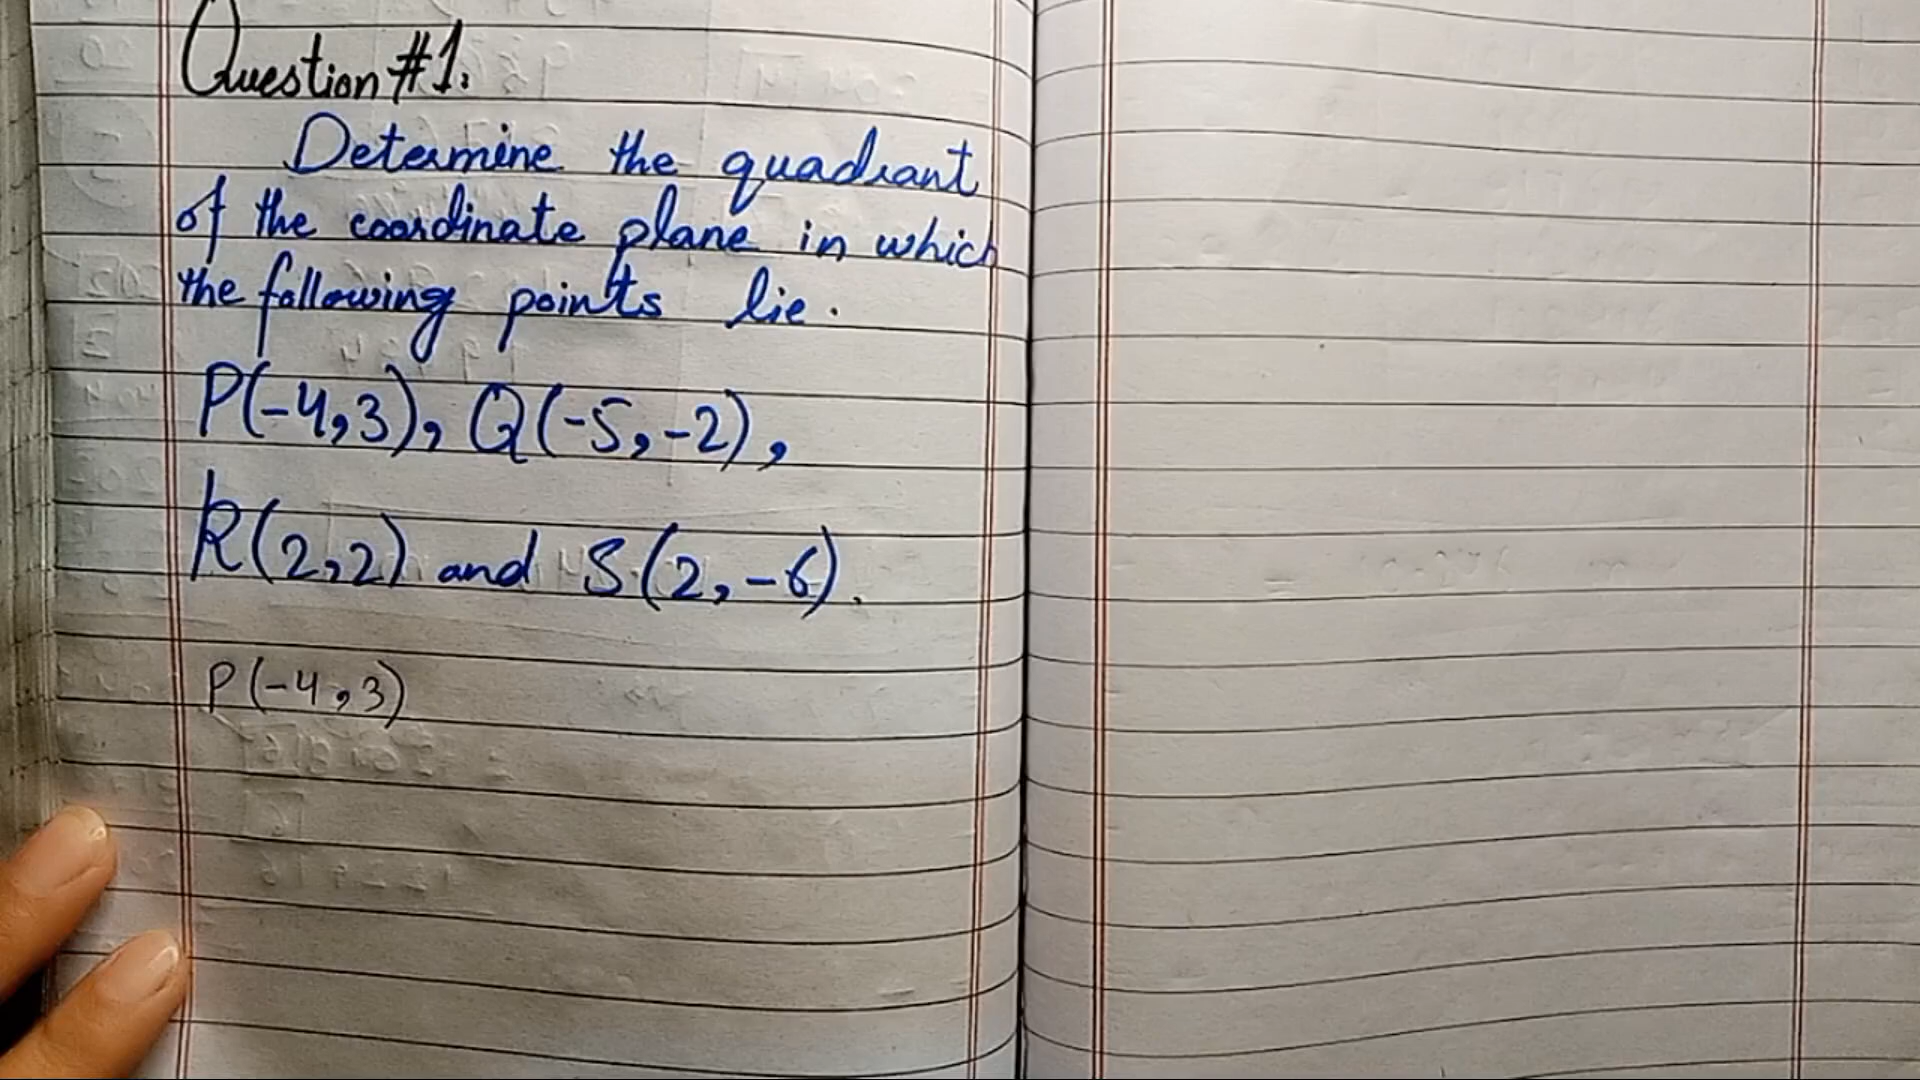 Question #1:
Determine the quadrant
of the coordinate plane in which
the following points lie.
P(-4,3), Q(-5,-2),
R(2,2) and S(2,-6).
P(-4,3)